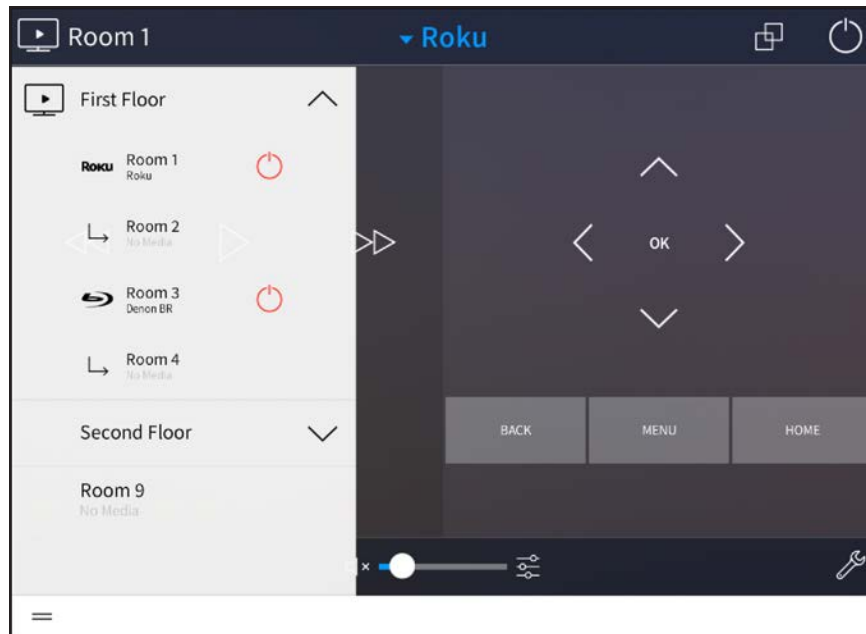 Room 1
Roku
First Floor
Roku
Room 1
Roku
Room 2
No Media
Room 3
Denon BR
Room 4
No Media
Second Floor
Room 9
No Media
OK
BACK
MENU
HOME